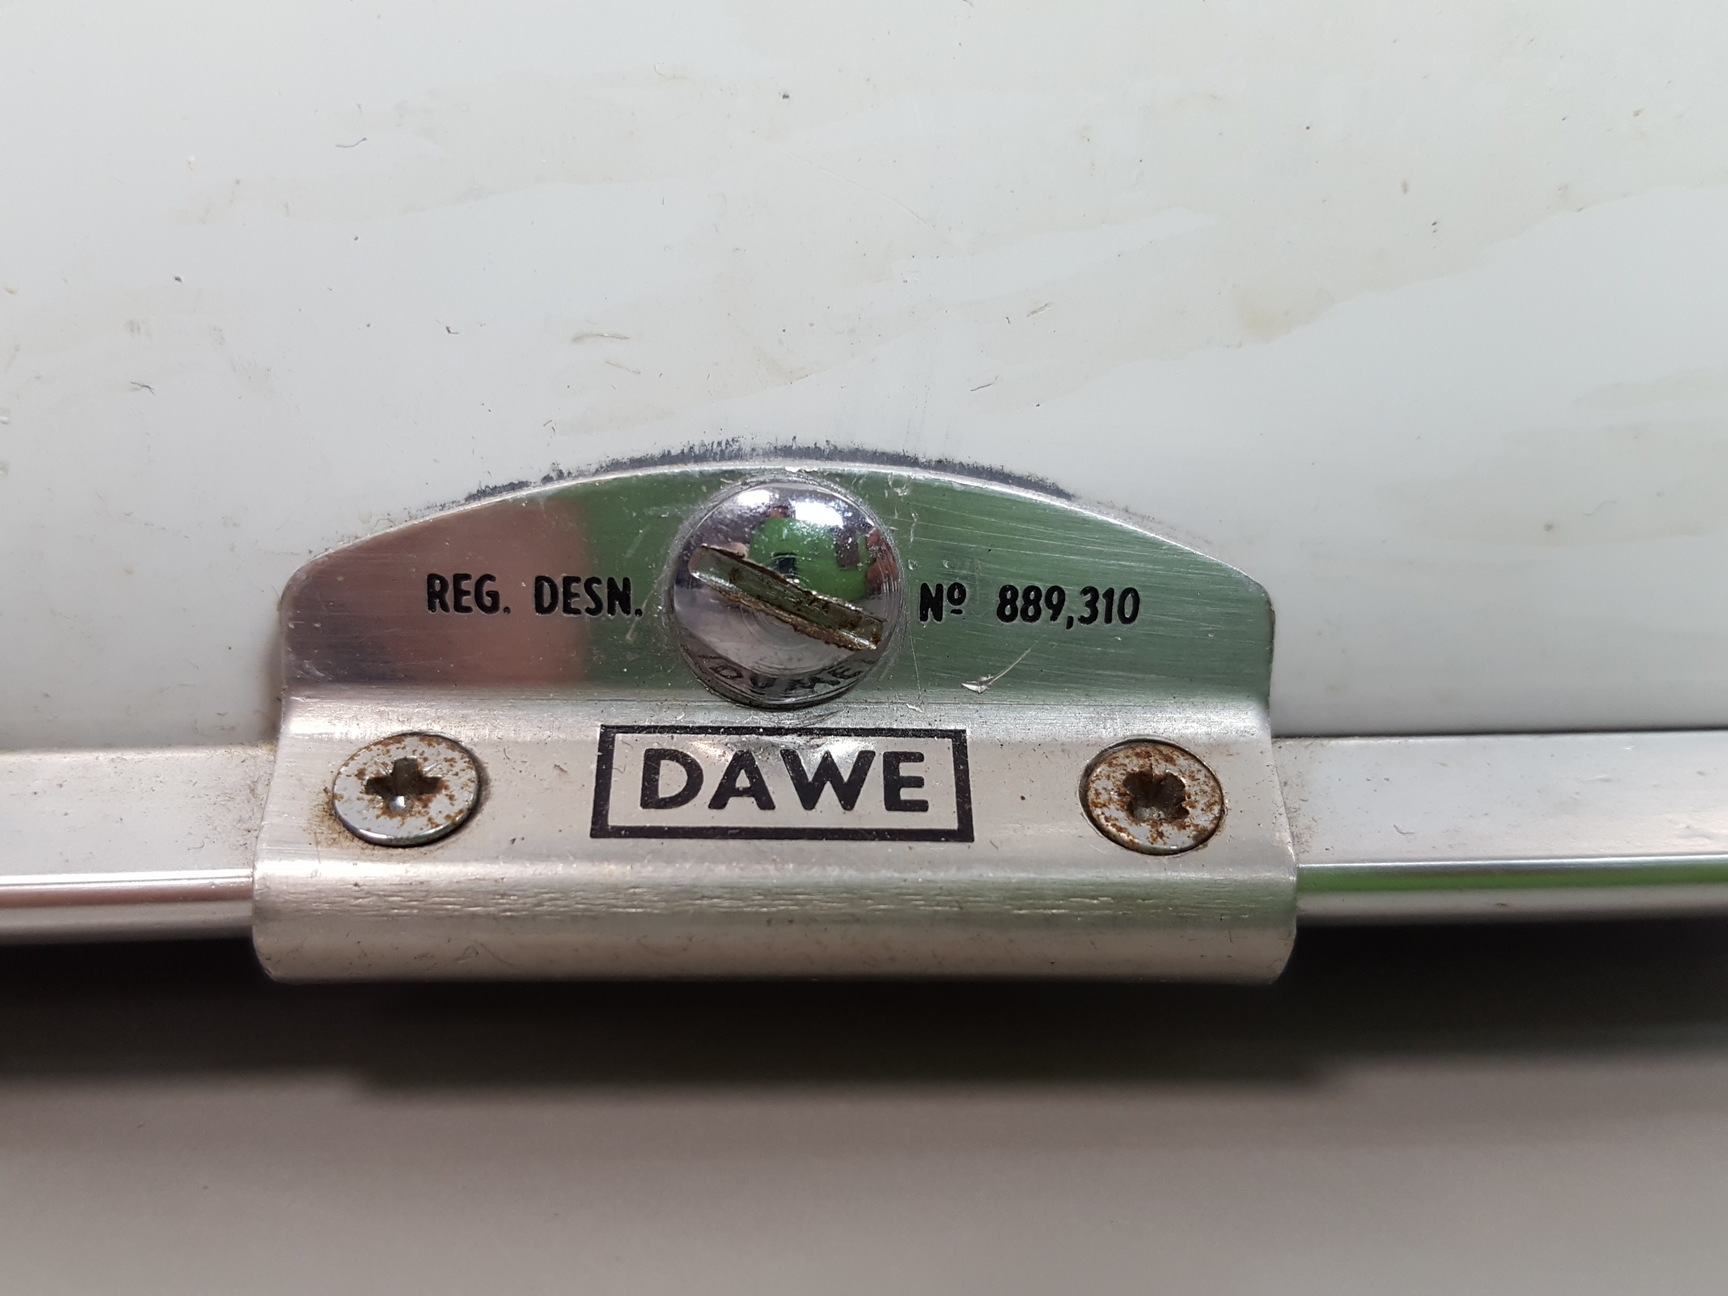 REG. DESN. Nº 889,310
DAWE